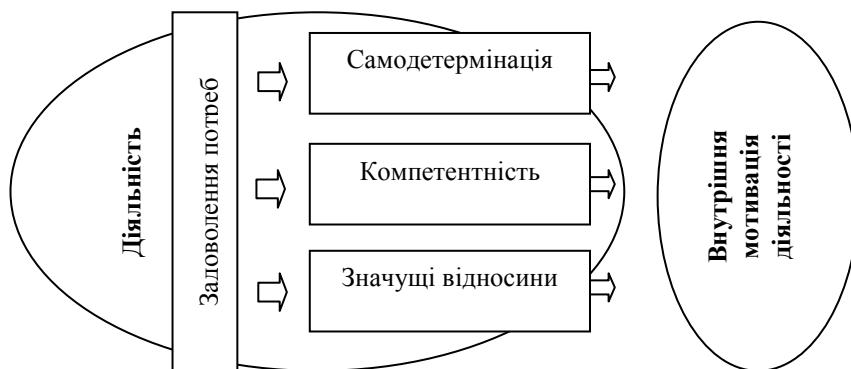 Діяльність
Задоволення потреб
Самодетермінація
Компетентність
Значущі відносини
Внутрішня
мотивація
діяльності